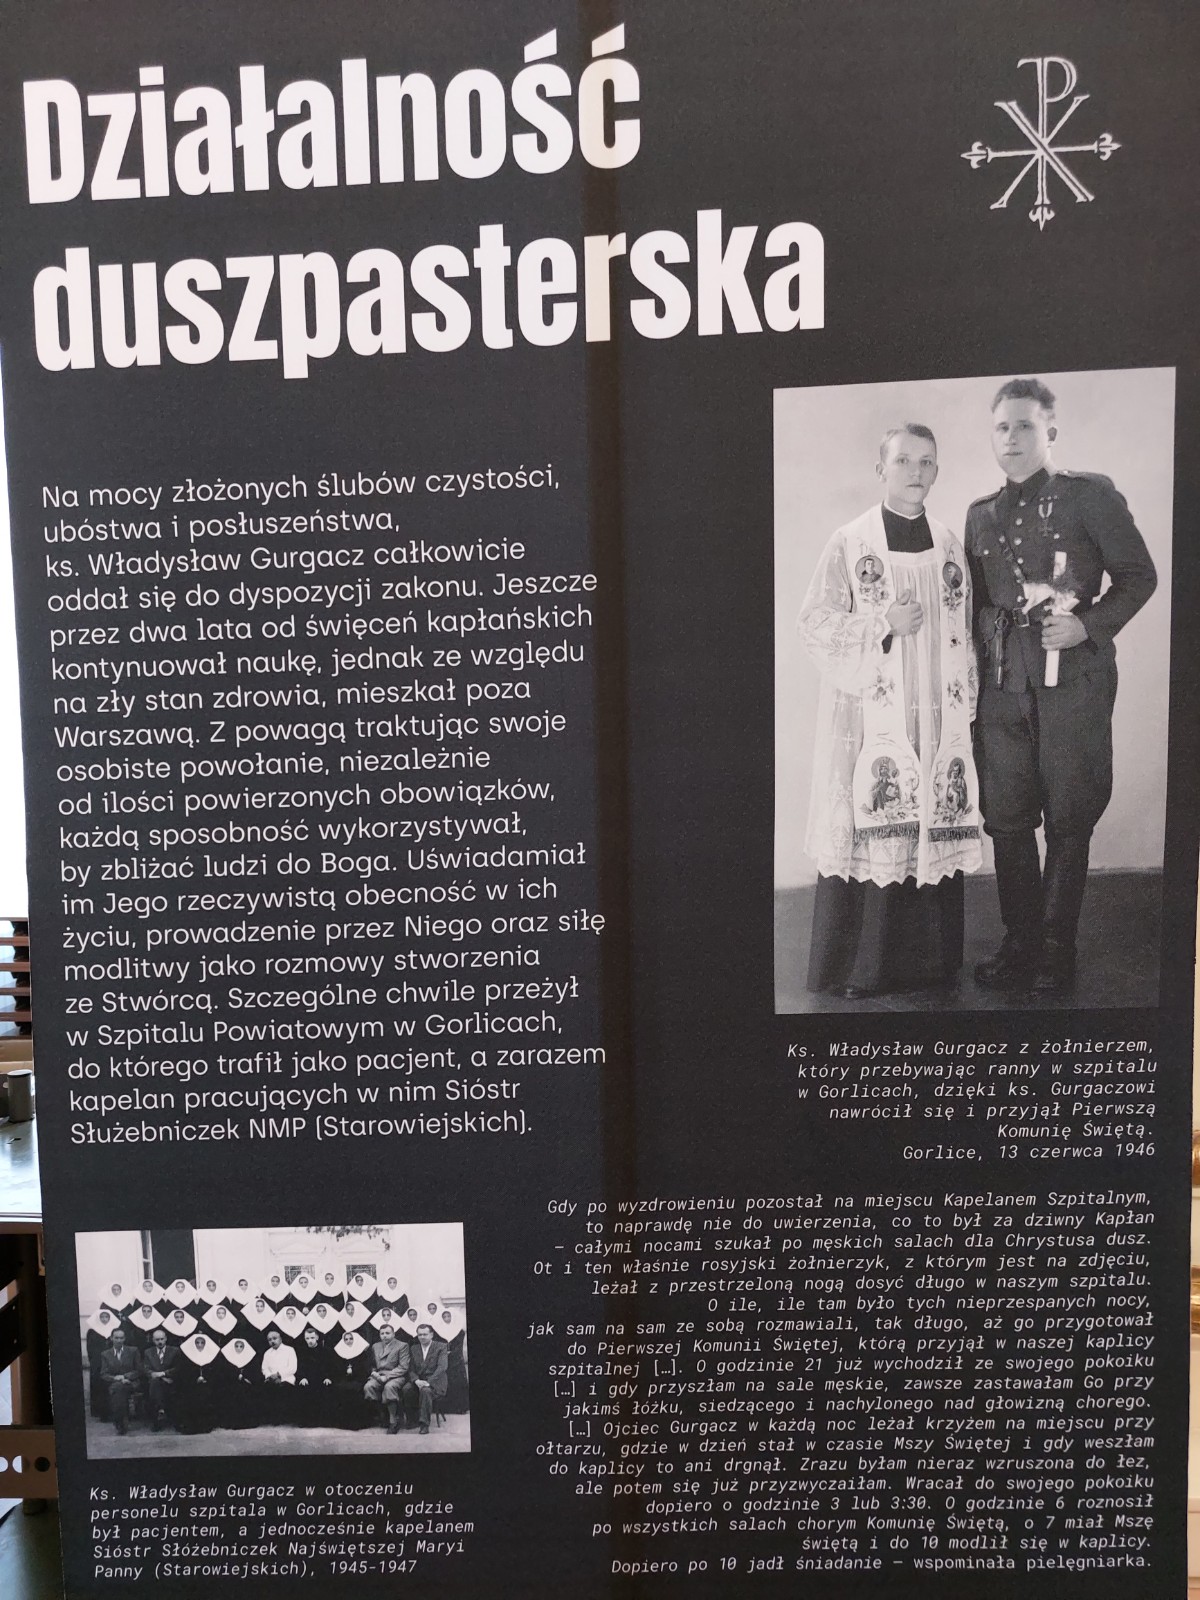 Działalność
duszpasterska
Na mocy złożonych ślubów czystości,
ubóstwa i posłuszeństwa,
ks. Władysław Gurgacz całkowicie
oddał się do dyspozycji zakonu. Jeszcze
przez dwa lata od święceń kapłańskich
kontynuował naukę, jednak ze względu
na zły stan zdrowia, mieszkał poza
Warszawą. Z powagą traktując swoje
osobiste powołanie, niezależnie
od ilości powierzonych obowiązków,
każdą sposobność wykorzystywał,
by zbliżać ludzi do Boga. Uświadamiał
im Jego rzeczywistą obecność w ich
życiu, prowadzenie przez Niego oraz siłę
modlitwy jako rozmowy stworzenia
ze Stwórcą. Szczególne chwile przeżył
w Szpitalu Powiatowym w Gorlicach,
do którego trafił jako pacjent, a zarazem
kapelan pracujących w nim Sióstr
Służebniczek NMP (Starowiejskich).
Ks. Władysław Gurgacz z żołnierzem,
który przebywając ranny w szpitalu
w Gorlicach, dzięki ks. Gurgaczowi
nawrócił się i przyjął Pierwszą
Komunię Świętą.
Gorlice, 13 czerwca 1946
Gdy po wyzdrowieniu pozostał na miejscu Kapelanem Szpitalnym,
to naprawdę nie do uwierzenia, co to był za dziwny Kapłan
– całymi nocami szukał po męskich salach dla Chrystusa dusz.
Ot i ten właśnie rosyjski żołnierzyk, z którym jest na zdjęciu,
leżał z przestrzeloną nogą dosyć długo w naszym szpitalu.
O ile, ile tam było tych nieprzespanych nocy,
jak sam na sam ze sobą rozmawiali, tak długo, aż go przygotował
do Pierwszej Komunii Świętej, którą przyjął w naszej kaplicy
szpitalnej […]. O godzinie 21 już wychodził ze swojego pokoiku
[…] i gdy przyszłam na sale męskie, zawsze zastawałam Go przy
jakimś łóżku, siedzącego i nachylonego nad głowizną chorego.
[…] Ojciec Gurgacz w każdą noc leżał krzyżem na miejscu przy
ołtarzu, gdzie w dzień stał w czasie Mszy Świętej i gdy weszłam
do kaplicy to ani drgnął. Zrazu byłam nieraz wzruszona do łez,
ale potem się już przyzwyczaiłam. Wracał do swojego pokoiku
dopiero o godzinie 3 lub 3:30. O godzinie 6 roznosił
po wszystkich salach chorym Komunię Świętą, o 7 miał Mszę
świętą i do 10 modlił się w kaplicy.
Dopiero po 10 jadł śniadanie – wspominała pielęgniarka.
Ks. Władysław Gurgacz w otoczeniu
personelu szpitala w Gorlicach, gdzie
był pacjentem, a jednocześnie kapelanem
Sióstr Słóżebniczek Najświętszej Maryi
Panny (Starowiejskich), 1945-1947